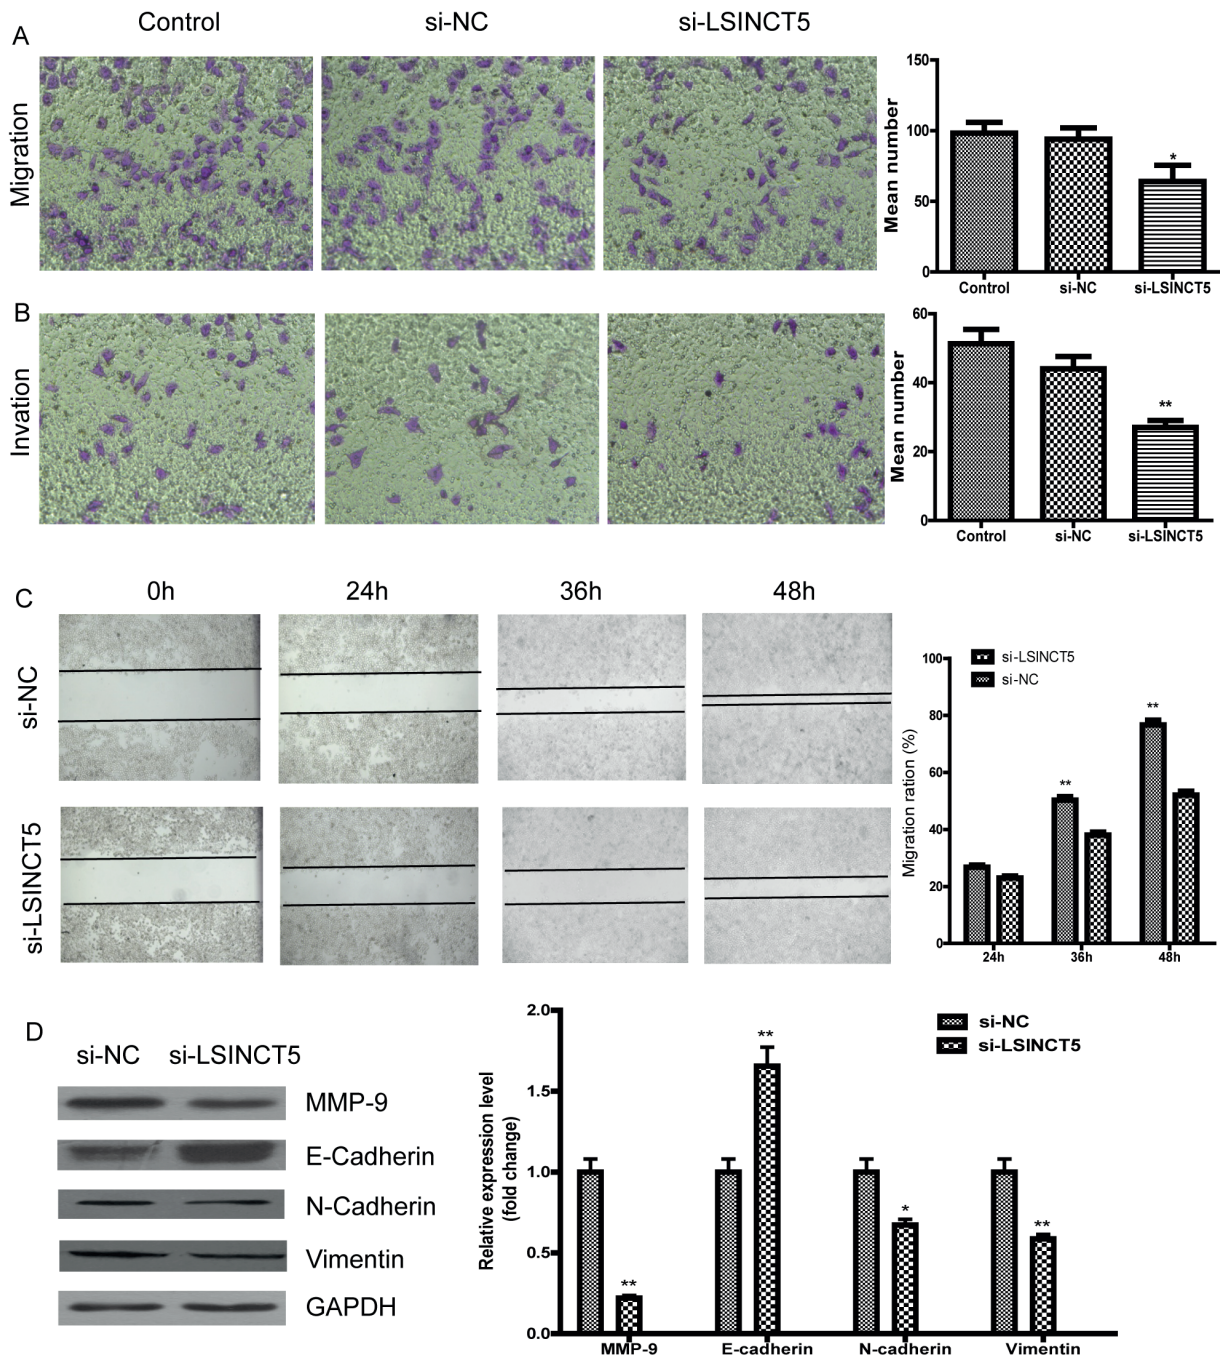 Control si-NC si-LSINCT5
A
Migration
Mean number
150
100
50
0
*
Control si-NC si-LSINCT5
B
Invation
Mean number
60
40
20
0
**
Control si-NC si-LSINCT5
C
0h 24h 36h 48h
si-NC
si-LSINCT5
Migration ration (%)
100
80
60
40
20
0
si-LSINCT5
si-NC
**
**
24h 36h 48h
D
si-NC si-LSINCT5
MMP-9
E-Cadherin
N-Cadherin
Vimentin
GAPDH
Relative expression level
(fold change)
2.0
1.5
1.0
0.5
0.0
si-NC
si-LSINCT5
**
**
*
**
MMP-9 E-cadherin N-cadherin Vimentin